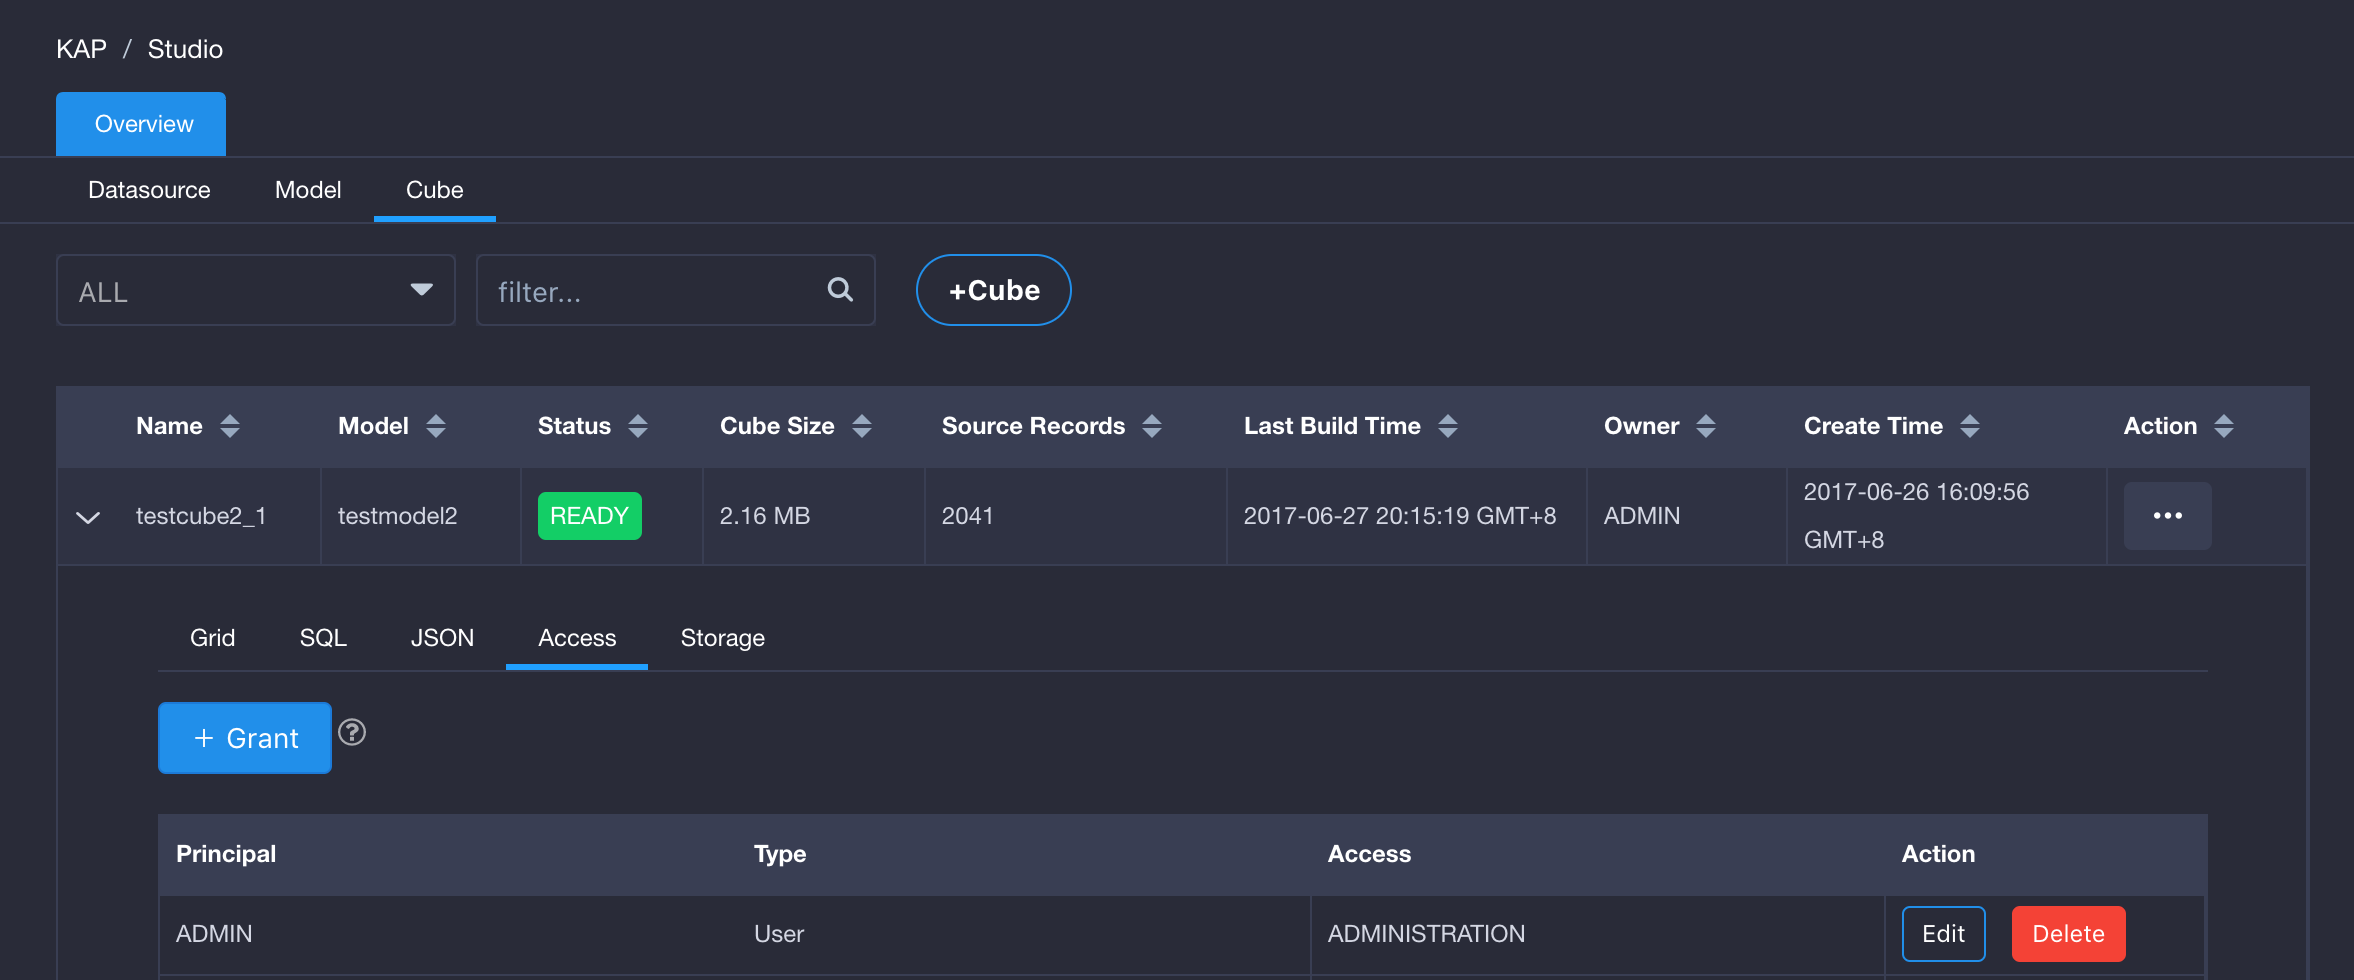 KAP / Studio
Overview
Datasource Model Cube
ALL filter... +Cube
Name Model Status Cube Size Source Records Last Build Time Owner Create Time Action
testcube2_1 testmodel2 READY 2.16 MB 2041 2017-06-27 20:15:19 GMT+8 ADMIN 2017-06-26 16:09:56
GMT+8
Grid SQL JSON Access Storage
+ Grant ?
Principal Type Access Action
ADMIN User ADMINISTRATION Edit Delete